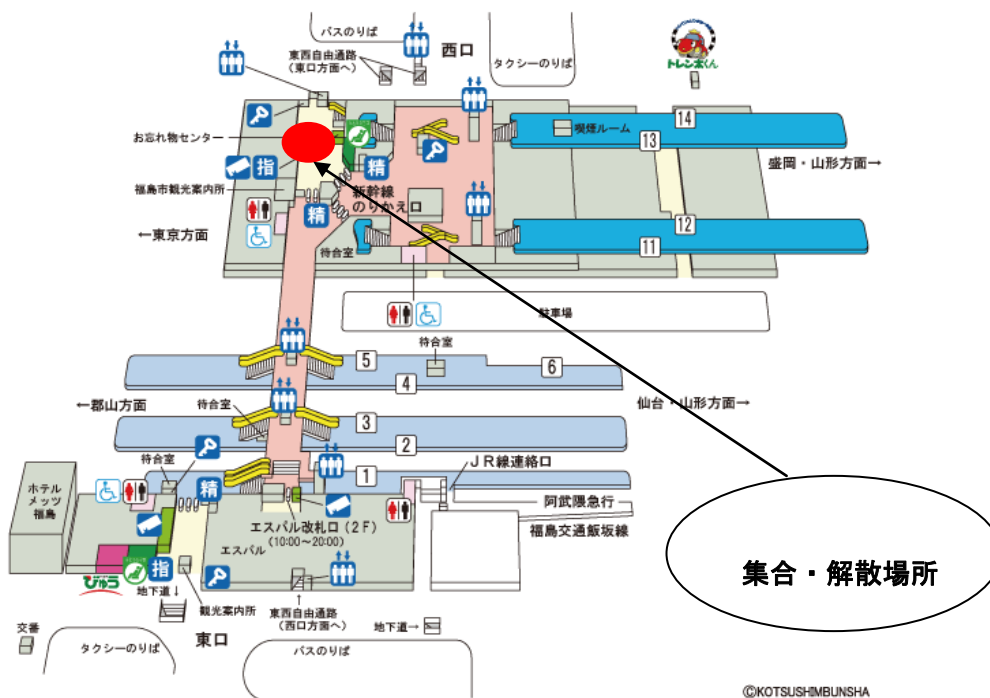 バスのりば
西口
東西自由通路
(東口方面へ)
タクシーのりば
トレン太くん
お忘れ物センター
指
精
福島市観光案内所
精
新幹線
のりかえ口
喫煙ルーム
14
13
盛岡・山形方面→
←東京方面
待合室
12
11
駐車場
待合室
5
6
4
←郡山方面
仙台・山形方面→
待合室
3
2
待合室
1
JR線連絡口
ホテル
メッツ
福島
精
阿武隈急行
福島交通飯坂線
エスパル改札口(2F)
(10:00~20:00)
エスパル
集合・解散場所
びゅう
指
地下道↓
観光案内所
東西自由通路
(西口方面へ)
地下道→
交番
東口
タクシーのりば
バスのりば
©KOTSUSHIMBUNSHA